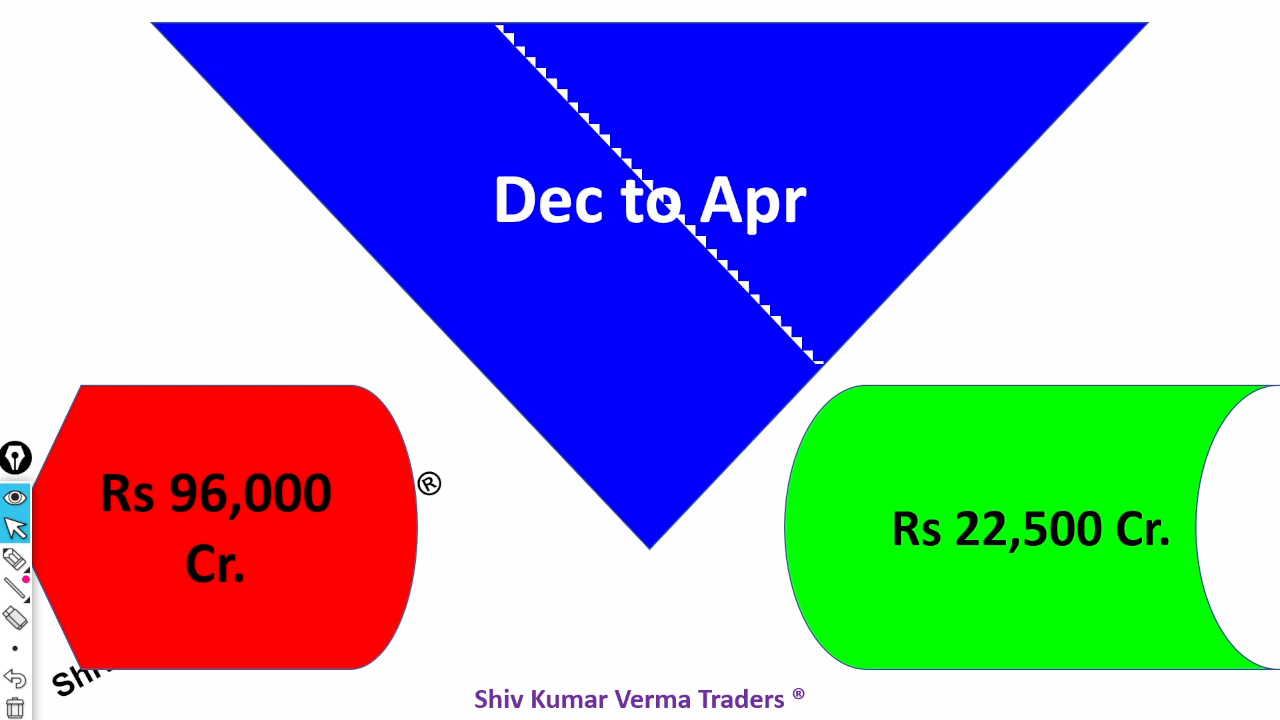 Dec to Apr
Rs 96,000
Cr.
®
Rs 22,500 Cr.
Shiv Kumar Verma Traders ®